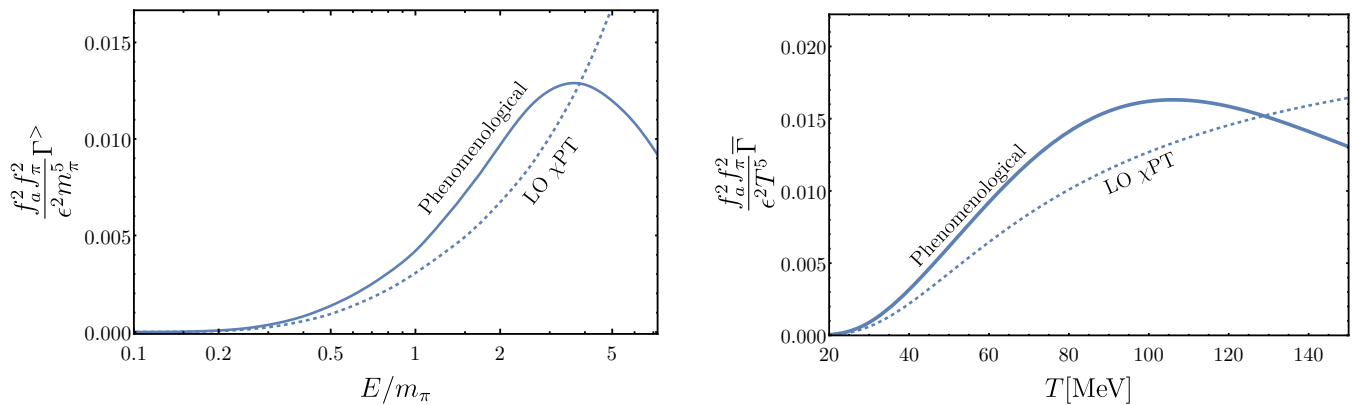 0.015
0.010
0.005
0.000
0.1 0.2 0.5 1 2 5
E/m_π
f_a^2 f_π^2 / ϵ^2 m_π^5 Γ^>
Phenomenological
LO χPT
0.020
0.015
0.010
0.005
0.000
20 40 60 80 100 120 140
T[MeV]
f_a^2 f_π^2 / ϵ^2 T^5 Γ̅
Phenomenological
LO χPT